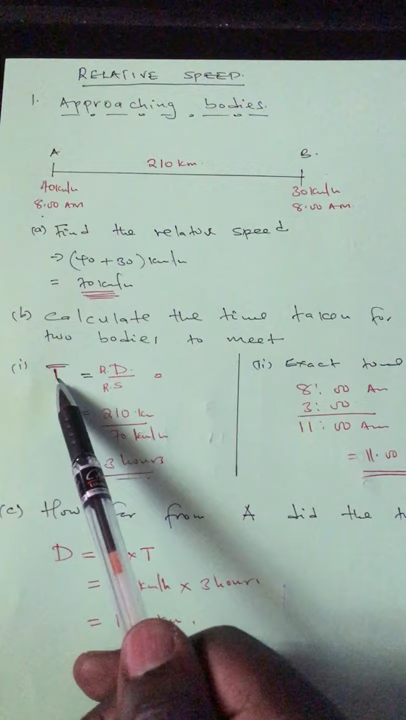 RELATIVE SPEED.
1. Approaching bodies.
A B.
210 km
40km/h 30km/h
8:00 AM 8:00 AM
(a) Find the relative speed
⇒ (40 + 30) km/h
= 70km/h
(b) Calculate the time taken for
two bodies to meet
(i) T = R.D. / R.S
= 210 km / 70 km/h
3 hours
(ii) Exact time
8: 00 Am
3: 00
11: 00 Am
= 11.00
(c) How far from A did the
D = × T
= km/h × 3 hours
=